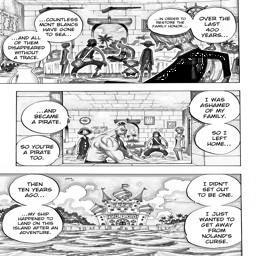 OVER THE
LAST
400
YEARS...
...IN ORDER TO
RESTORE THE
FAMILY HONOR...
...COUNTLESS
MONT BLANCS
HAVE GONE
TO SEA...
...AND ALL
OF THEM
DISAPPEARED
WITHOUT
A TRACE.
I WAS
ASHAMED
OF MY
FAMILY.
SO I
LEFT
HOME...
...AND
BECAME
A PIRATE.
SO YOU'RE
A PIRATE
TOO.
I DIDN'T
SET OUT
TO BE ONE.
I JUST
WANTED TO
GET AWAY
FROM
NOLAND'S
CURSE.
THEN
TEN YEARS
AGO...
...MY SHIP
HAPPENED TO
LAND ON THIS
ISLAND AFTER AN
ADVENTURE.